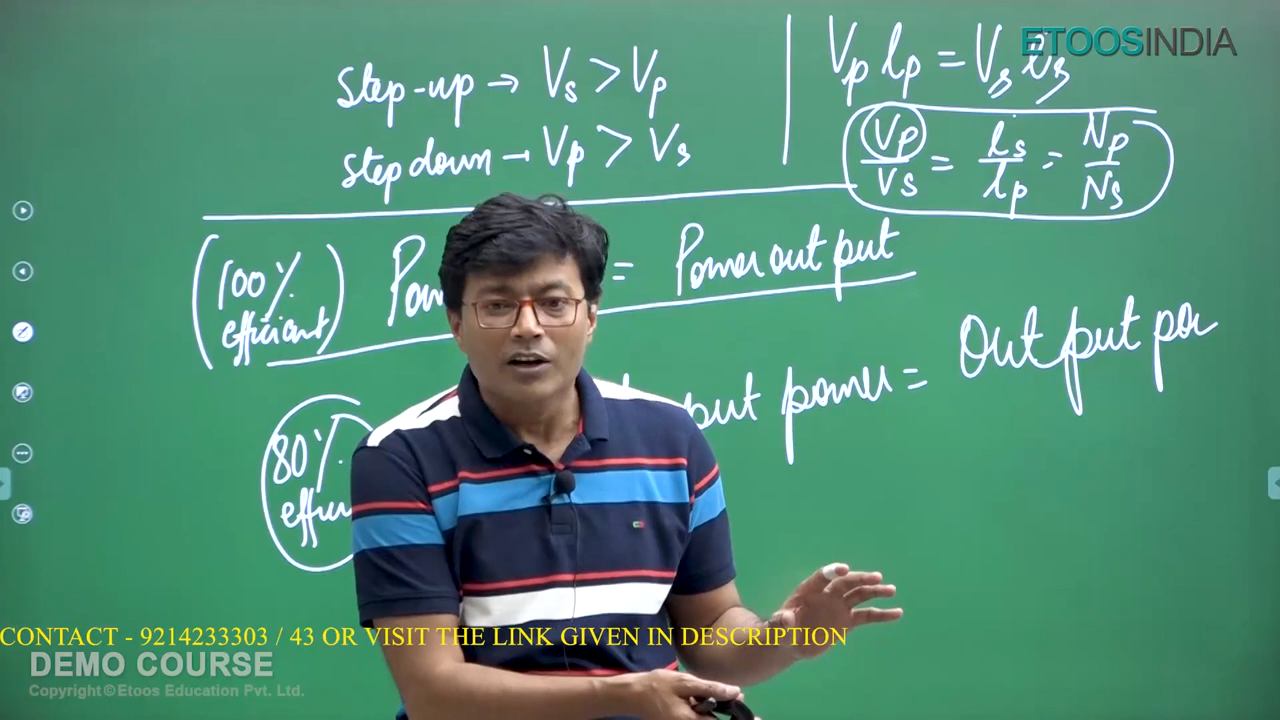 ETOOSINDIA
Step-up → Vs > Vp
Step down → Vp > Vs
Vp ip = Vs is
Vp/Vs = is/ip = Np/Ns
(100% efficient) = Power output
80% power = Output po
CONTACT - 9214233303 / 43 OR VISIT THE LINK GIVEN IN DESCRIPTION
DEMO COURSE
Copyright © Etoos Education Pvt. Ltd.